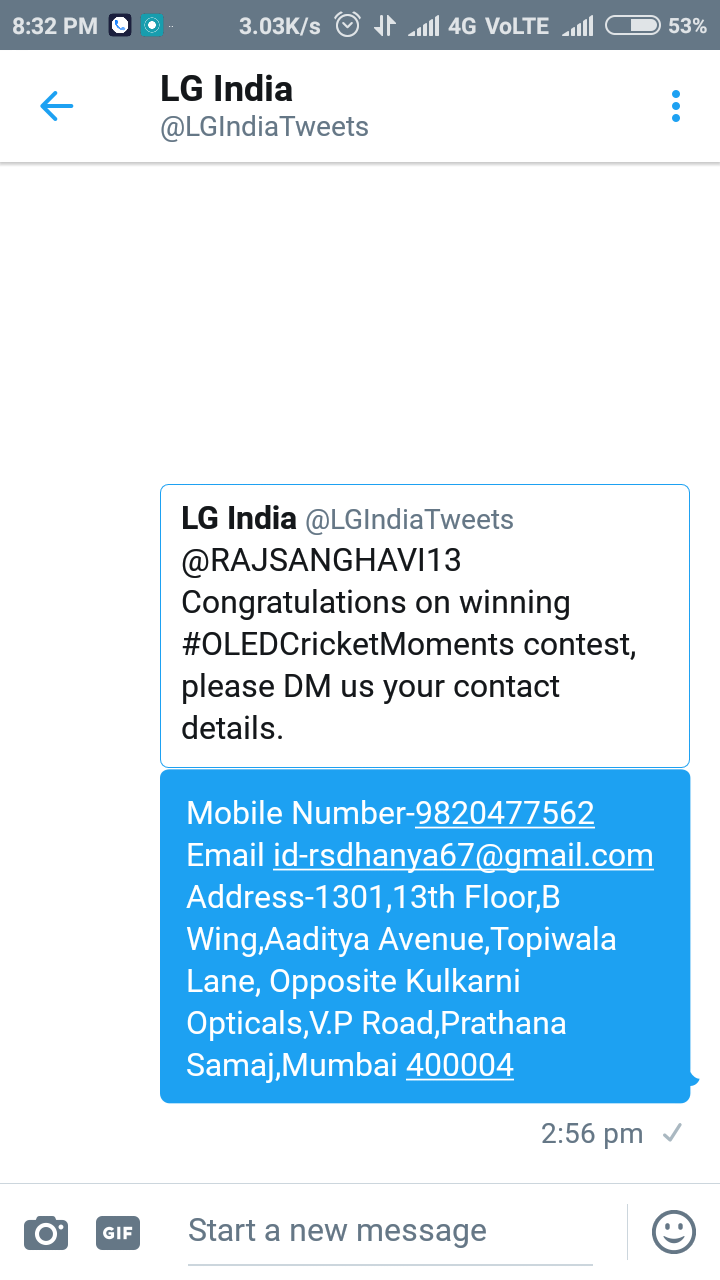 8:32 PM 3.03K/s 4G VoLTE 53%
LG India
@LGIndiaTweets
LG India @LGIndiaTweets
@RAJSANGHAVI13
Congratulations on winning
#OLEDCricketMoments contest,
please DM us your contact
details.
Mobile Number-9820477562
Email id-rsdhanya67@gmail.com
Address-1301,13th Floor,B
Wing,Aaditya Avenue,Topiwala
Lane, Opposite Kulkarni
Opticals,V.P Road,Prathana
Samaj,Mumbai 400004
2:56 pm
GIF Start a new message